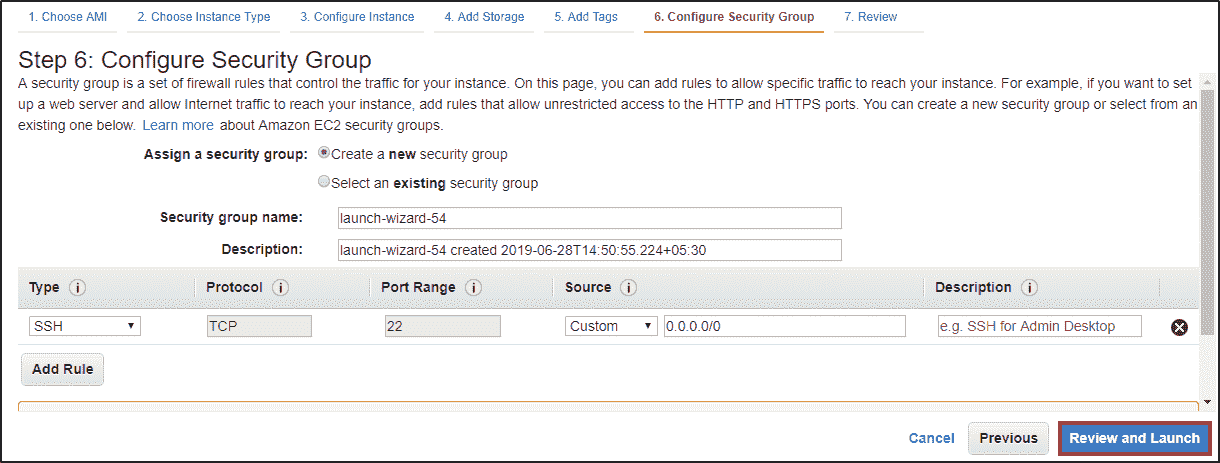 1. Choose AMI 2. Choose Instance Type 3. Configure Instance 4. Add Storage 5. Add Tags 6. Configure Security Group 7. Review
Step 6: Configure Security Group
A security group is a set of firewall rules that control the traffic for your instance. On this page, you can add rules to allow specific traffic to reach your instance. For example, if you want to set
up a web server and allow Internet traffic to reach your instance, add rules that allow unrestricted access to the HTTP and HTTPS ports. You can create a new security group or select from an
existing one below. Learn more about Amazon EC2 security groups.
Assign a security group: Create a new security group
Select an existing security group
Security group name: launch-wizard-54
Description: launch-wizard-54 created 2019-06-28T14:50:55.224+05:30
Type i Protocol i Port Range i Source i Description i
SSH TCP 22 Custom 0.0.0.0/0 e.g. SSH for Admin Desktop
Add Rule
Cancel Previous Review and Launch